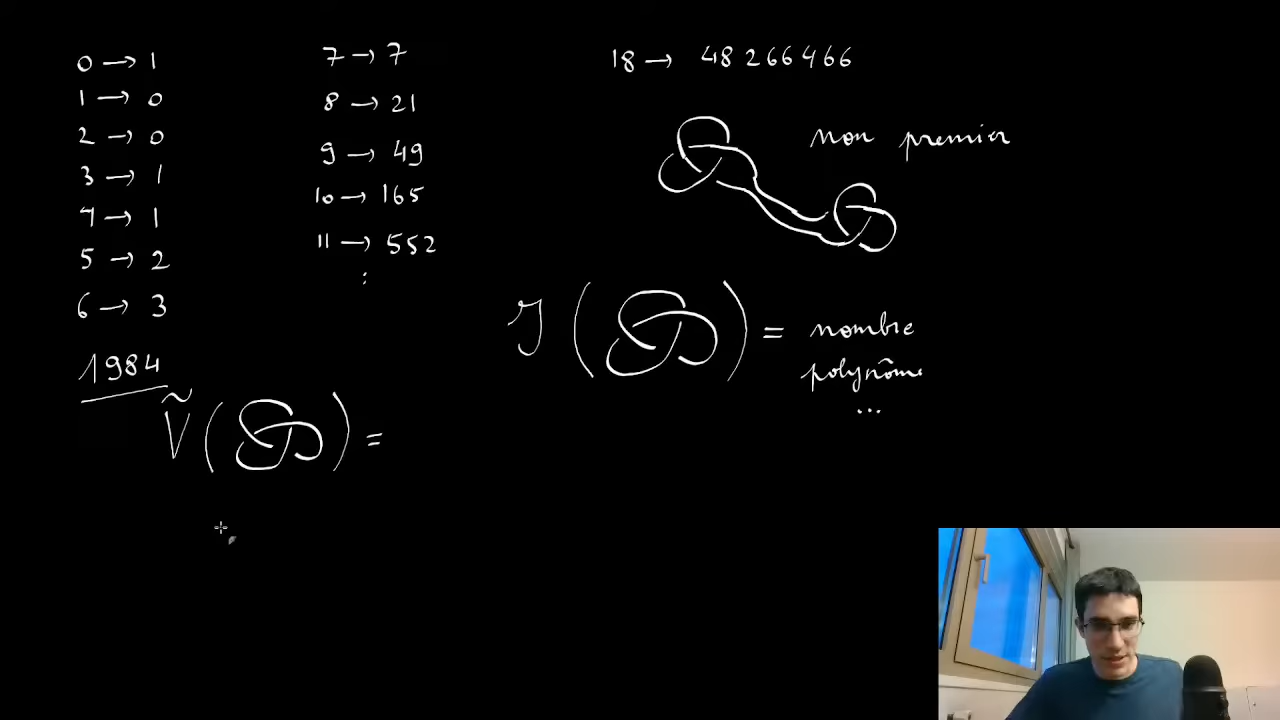 0 → 1
1 → 0
2 → 0
3 → 1
4 → 1
5 → 2
6 → 3
7 → 7
8 → 21
9 → 49
10 → 165
11 → 552
⋮
18 → 48 266 466
non premier
J ( ) = nombre
polynôme
...
1984
Ṽ ( ) =